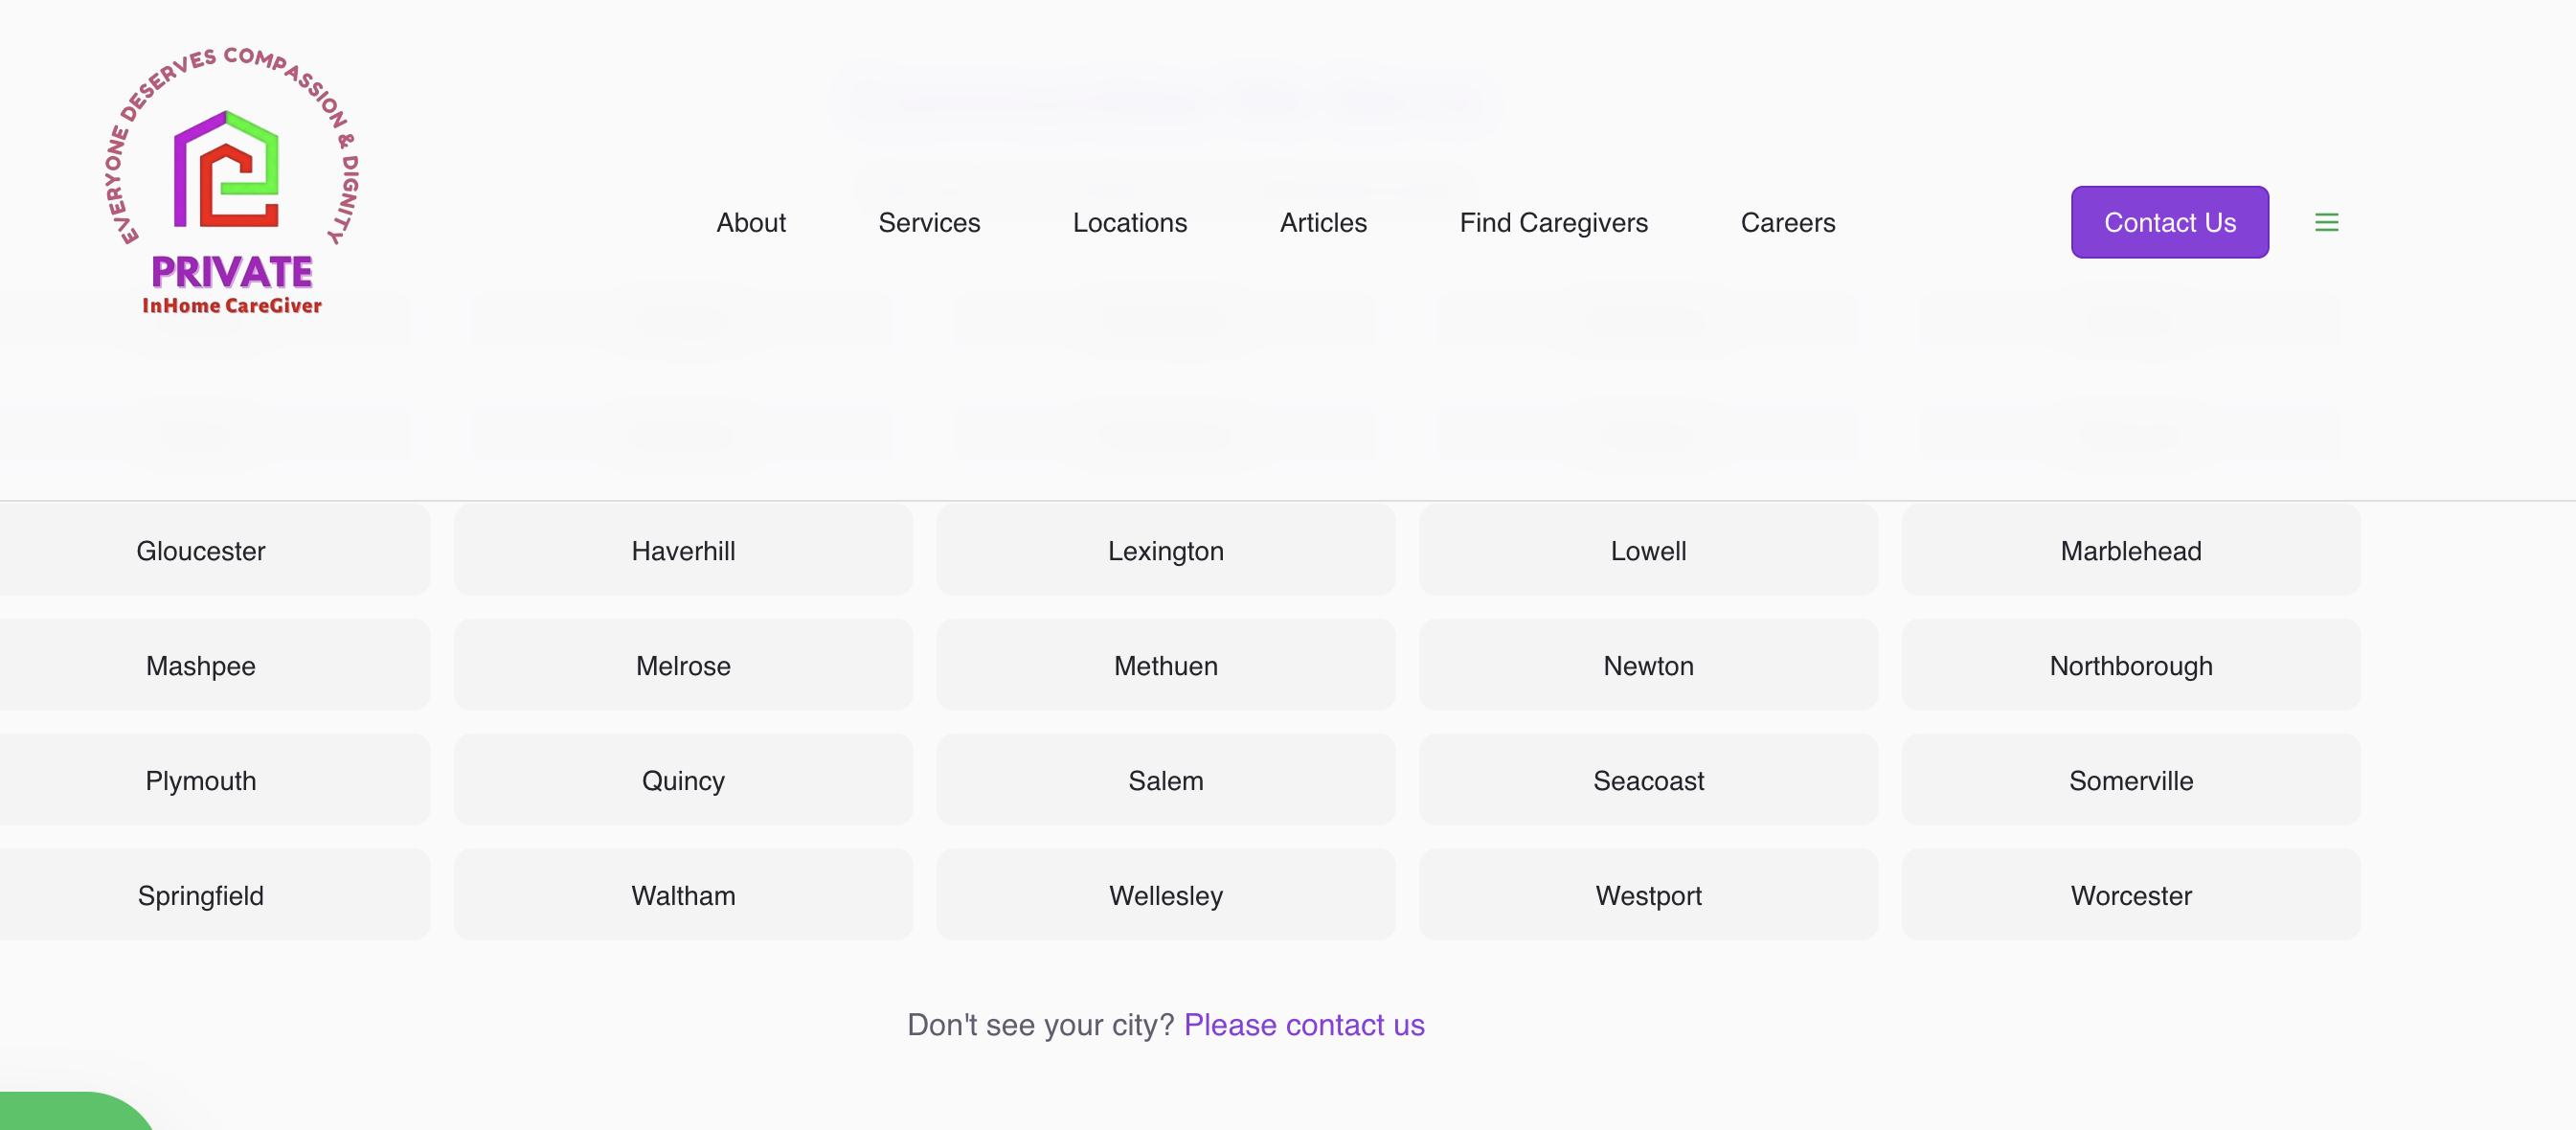 EVERYONE DESERVES COMPASSION & DIGNITY
PRIVATE
InHome CareGiver
About Services Locations Articles Find Caregivers Careers Contact Us
Gloucester Haverhill Lexington Lowell Marblehead
Mashpee Melrose Methuen Newton Northborough
Plymouth Quincy Salem Seacoast Somerville
Springfield Waltham Wellesley Westport Worcester
Don't see your city? Please contact us